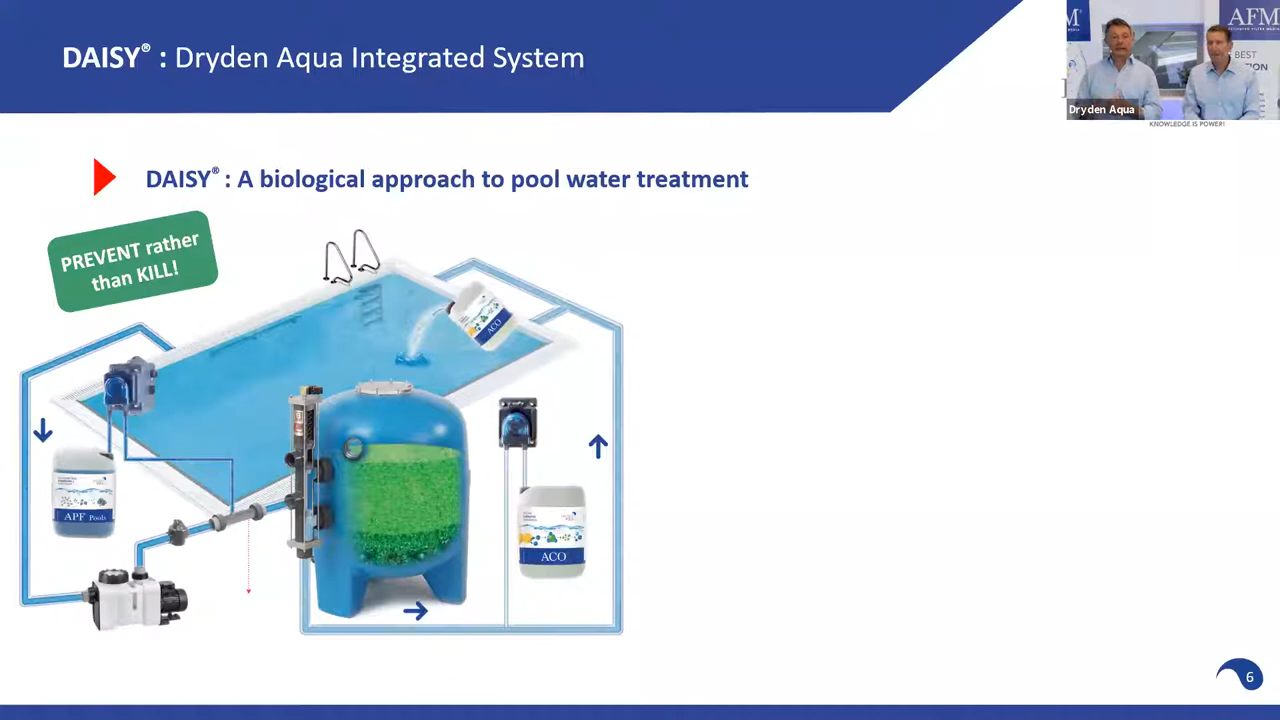 DAISY® : Dryden Aqua Integrated System
AFM
BEST
Dryden Aqua
KNOWLEDGE IS POWER!
DAISY® : A biological approach to pool water treatment
PREVENT rather
than KILL!
ACO
APF Pools
ACO
6